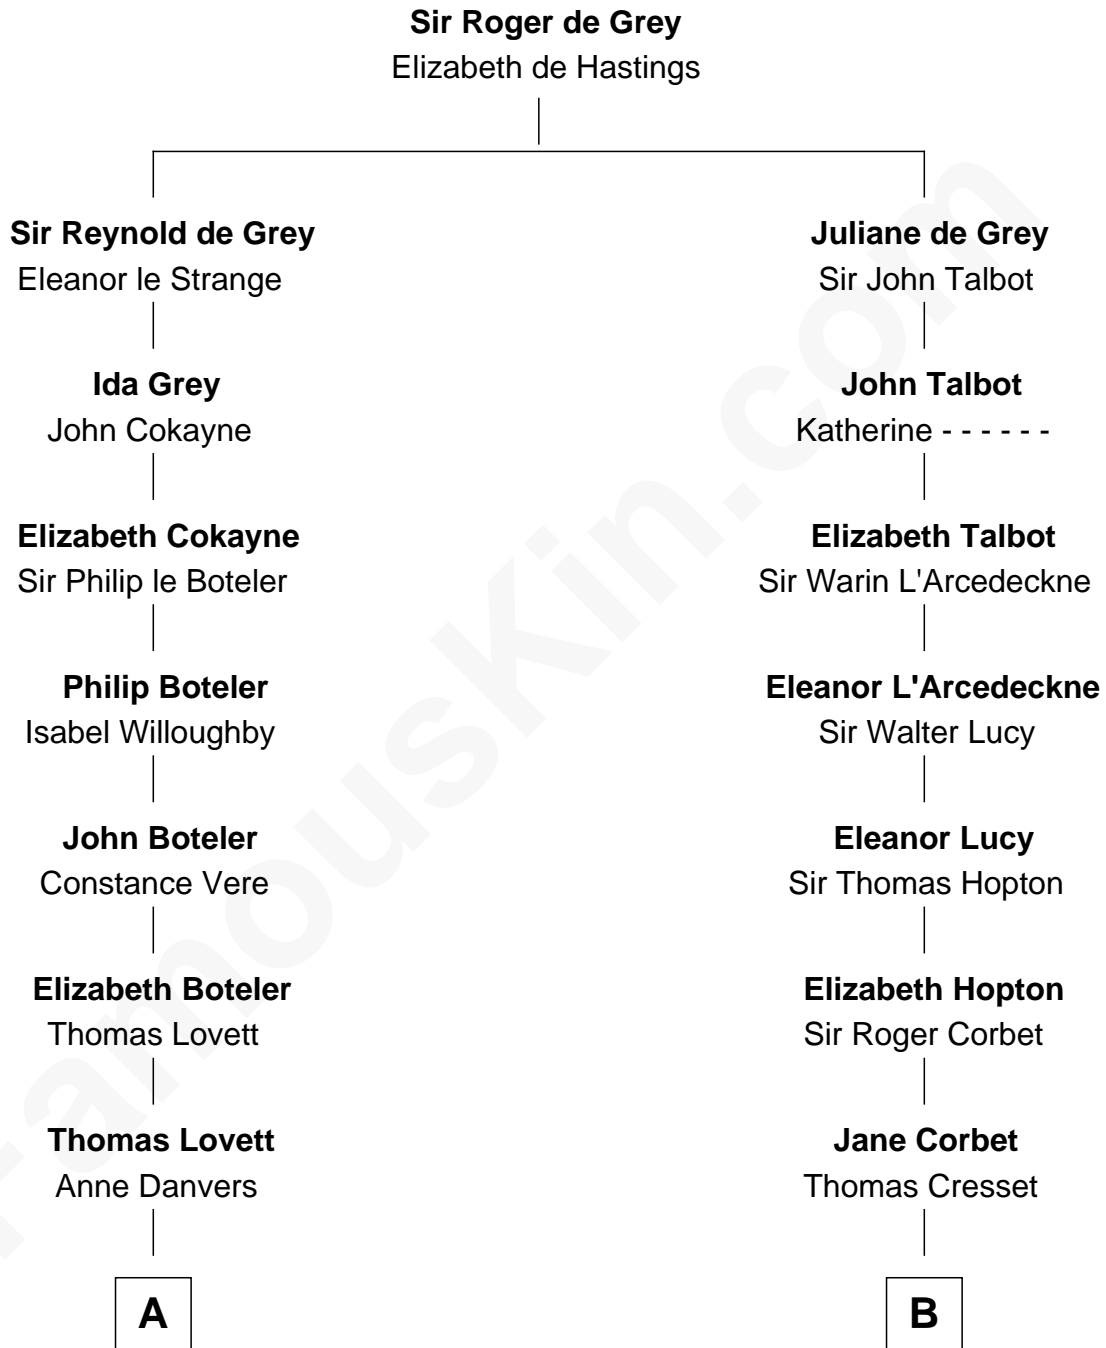 Sir Roger de Grey
Elizabeth de Hastings
Sir Reynold de Grey
Eleanor le Strange
Ida Grey
John Cokayne
Elizabeth Cokayne
Sir Philip le Boteler
Philip Boteler
Isabel Willoughby
John Boteler
Constance Vere
Elizabeth Boteler
Thomas Lovett
Thomas Lovett
Anne Danvers
A
Juliane de Grey
Sir John Talbot
John Talbot
Katherine - - - - - -
Elizabeth Talbot
Sir Warin L'Arcedeckne
Eleanor L'Arcedeckne
Sir Walter Lucy
Eleanor Lucy
Sir Thomas Hopton
Elizabeth Hopton
Sir Roger Corbet
Jane Corbet
Thomas Cresset
B
FamousKin.com